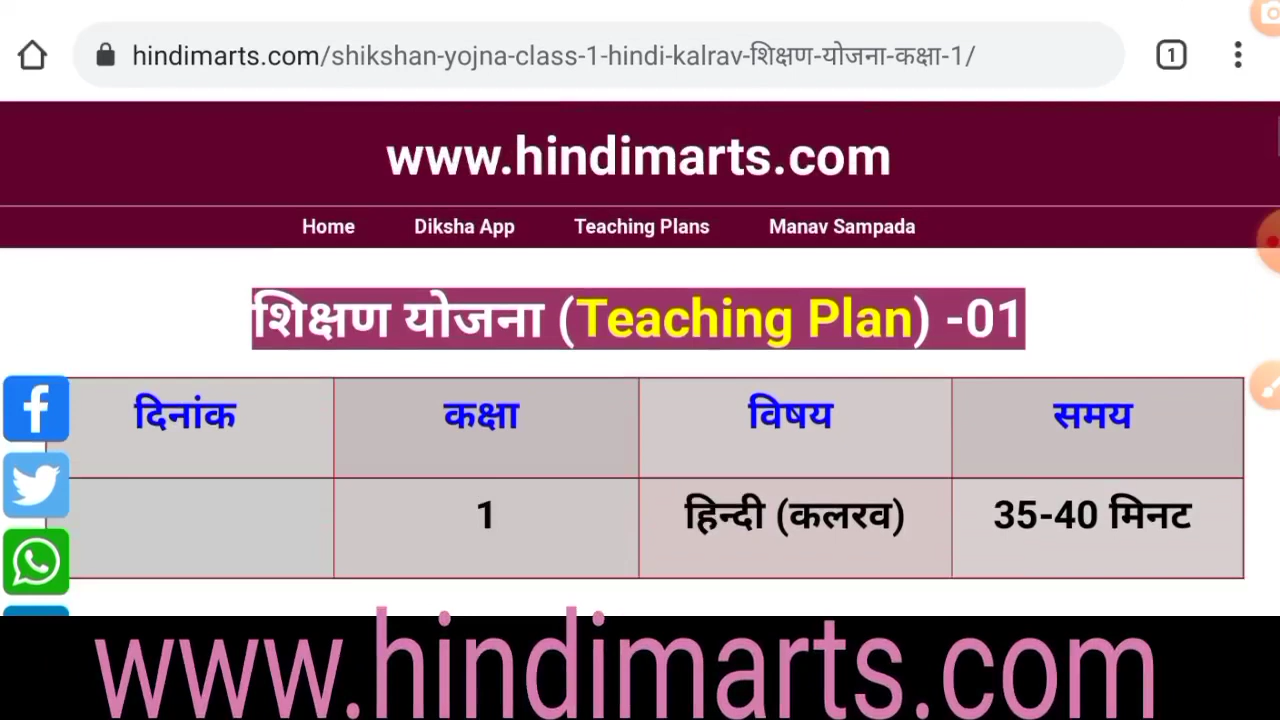 hindimarts.com/shikshan-yojna-class-1-hindi-kalrav-शिक्षण-योजना-कक्षा-1/
1
www.hindimarts.com
Home Diksha App Teaching Plans Manav Sampada
शिक्षण योजना (Teaching Plan) -01
दिनांक कक्षा विषय समय
1 हिन्दी (कलरव) 35-40 मिनट
www.hindimarts.com